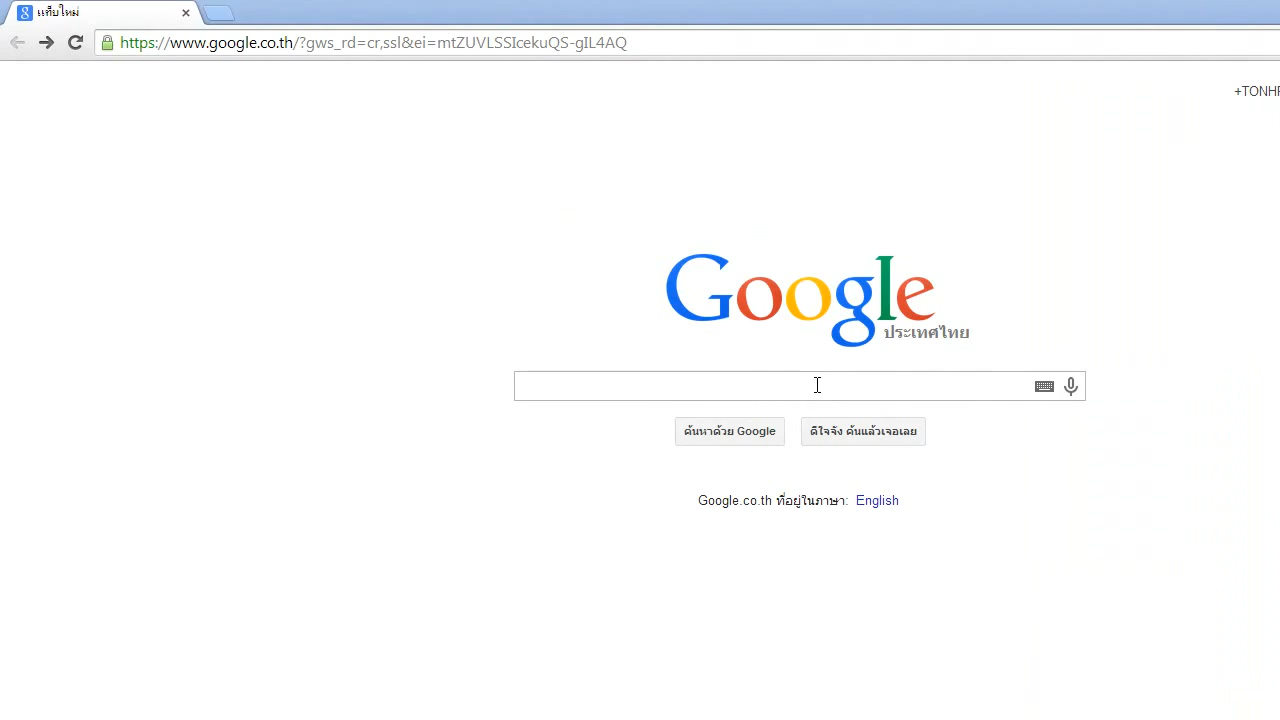 แท็บใหม่
https://www.google.co.th/?gws_rd=cr,ssl&ei=mtZUVLSSIcekuQS-gIL4AQ
Google
ประเทศไทย
ค้นหาด้วย Google
ดีใจจัง ค้นแล้วเจอเลย
Google.co.th ที่อยู่ในภาษา: English